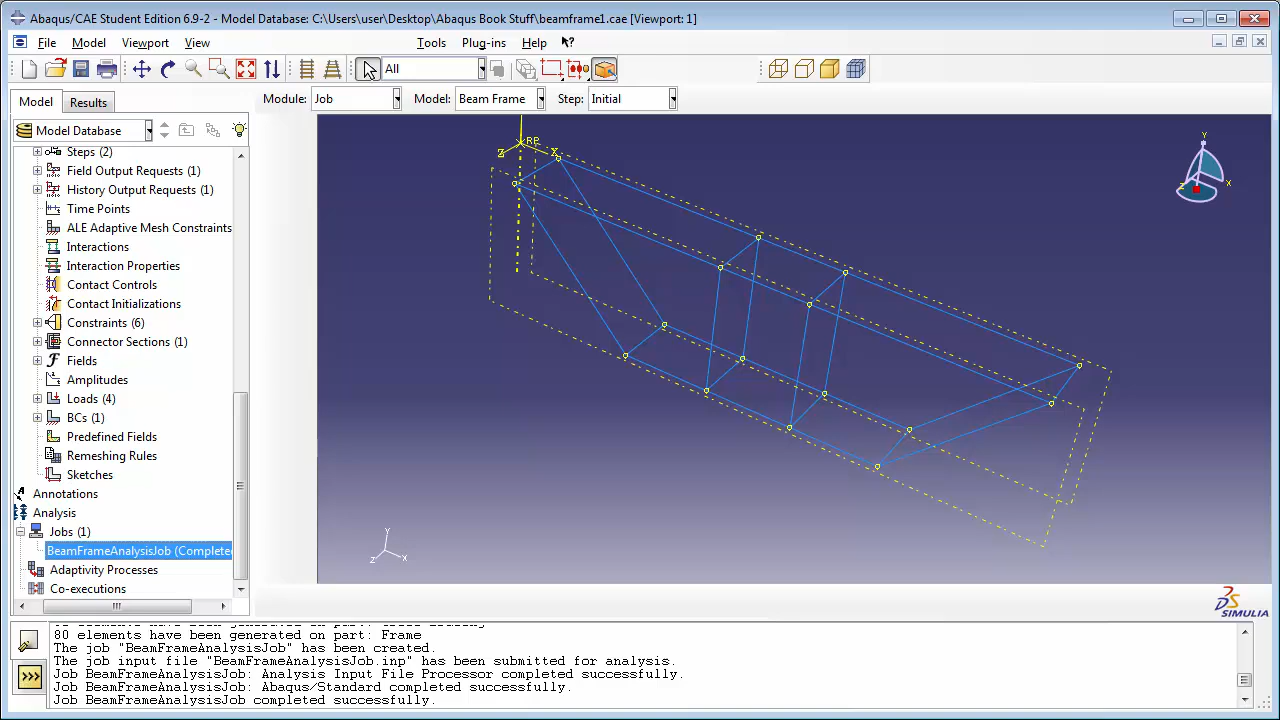 Abaqus/CAE Student Edition 6.9-2 - Model Database: C:\Users\user\Desktop\Abaqus Book Stuff\beamframe1.cae [Viewport: 1]
File Model Viewport View Tools Plug-ins Help
All
Model Results
Module: Job Model: Beam Frame Step: Initial
Model Database
Steps (2)
Field Output Requests (1)
History Output Requests (1)
Time Points
ALE Adaptive Mesh Constraints
Interactions
Interaction Properties
Contact Controls
Contact Initializations
Constraints (6)
Connector Sections (1)
Fields
Amplitudes
Loads (4)
BCs (1)
Predefined Fields
Remeshing Rules
Sketches
Annotations
Analysis
Jobs (1)
BeamFrameAnalysisJob (Complete
Adaptivity Processes
Co-executions
RP
Z X
Y
Z X
Y
Z X
SIMULIA
80 elements have been generated on part: Frame
The job "BeamFrameAnalysisJob" has been created.
The job input file "BeamFrameAnalysisJob.inp" has been submitted for analysis.
Job BeamFrameAnalysisJob: Analysis Input File Processor completed successfully.
Job BeamFrameAnalysisJob: Abaqus/Standard completed successfully.
Job BeamFrameAnalysisJob completed successfully.